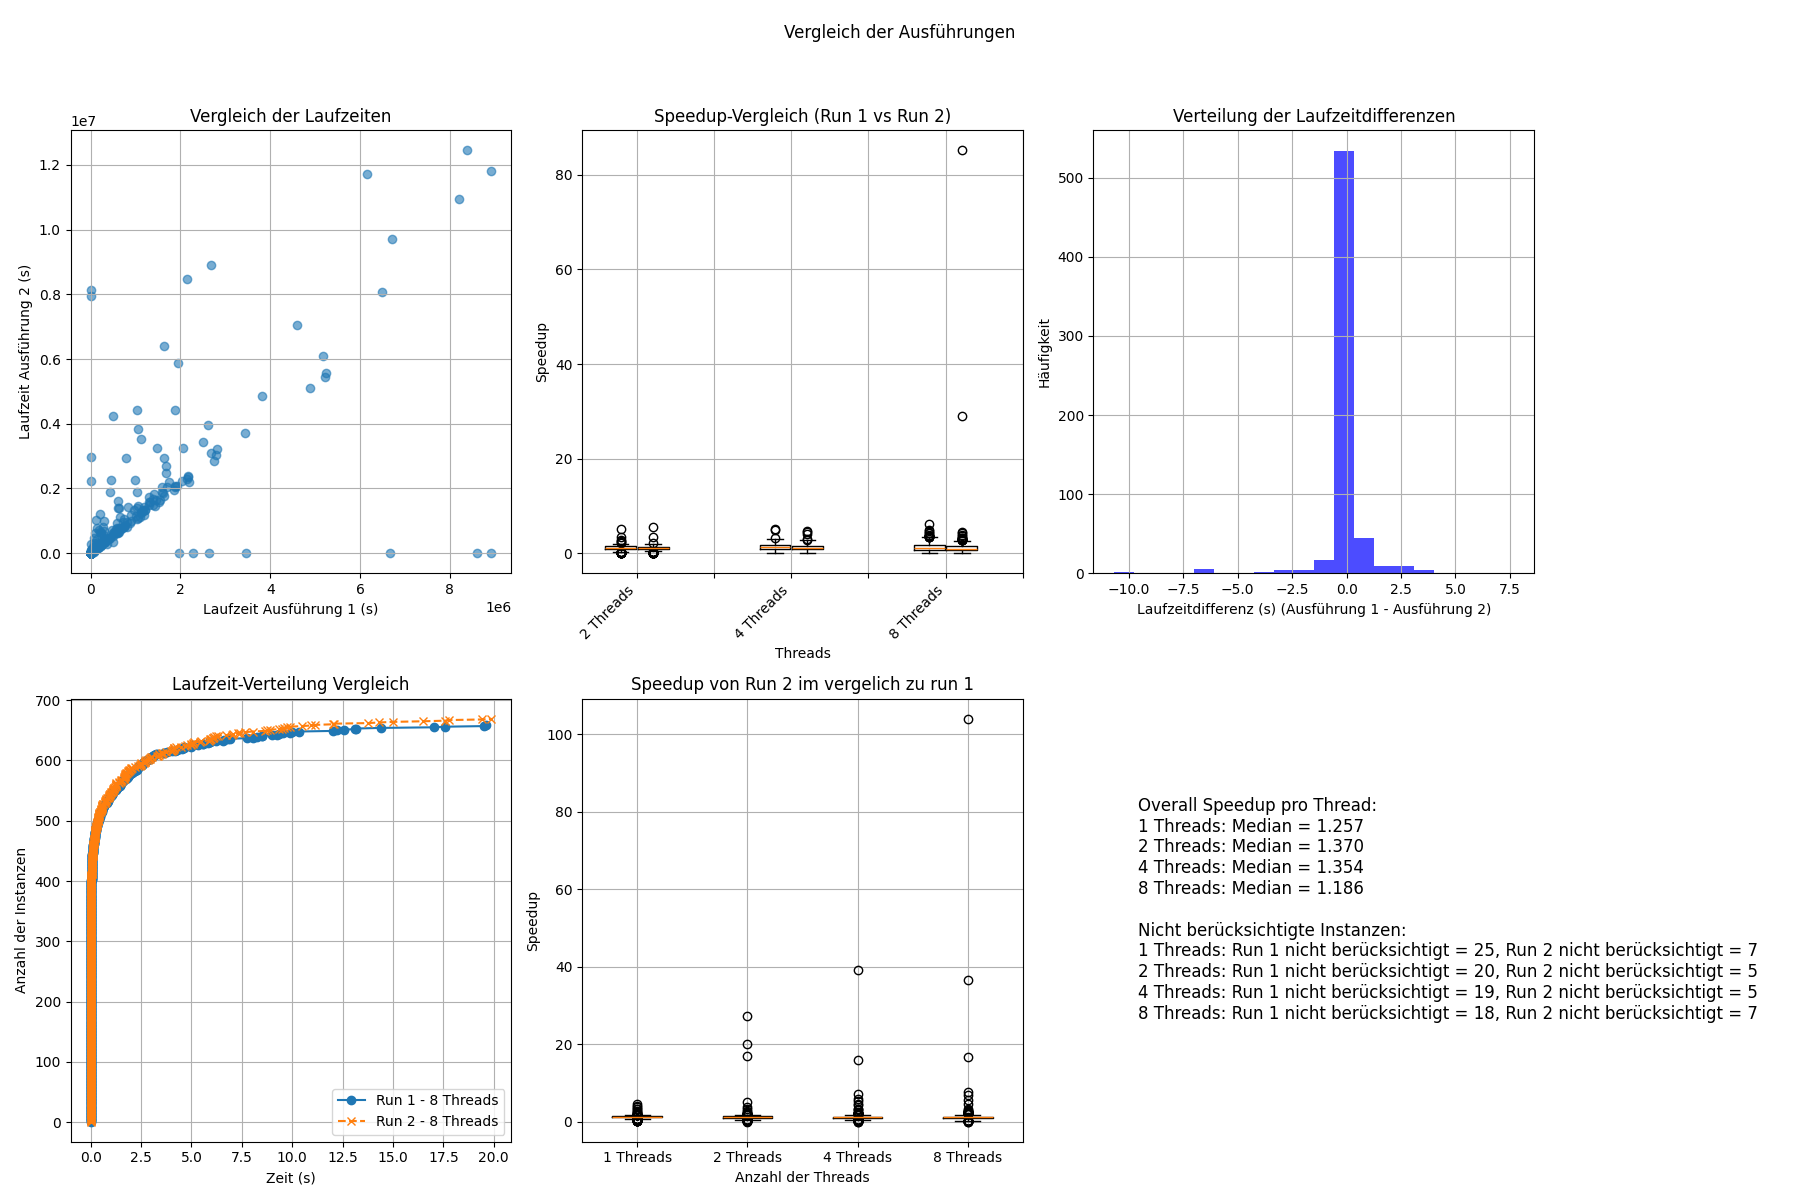 Vergleich der Ausführungen
Vergleich der Laufzeiten
1e7
1.2
1.0
0.8
0.6
0.4
0.2
0.0
Laufzeit Ausführung 2 (s)
0 2 4 6 8
1e6
Laufzeit Ausführung 1 (s)
Speedup-Vergleich (Run 1 vs Run 2)
80
60
40
20
0
Speedup
2 Threads
4 Threads
8 Threads
Threads
Verteilung der Laufzeitdifferenzen
500
400
300
200
100
0
Häufigkeit
−10.0 −7.5 −5.0 −2.5 0.0 2.5 5.0 7.5
Laufzeitdifferenz (s) (Ausführung 1 - Ausführung 2)
Laufzeit-Verteilung Vergleich
700
600
500
400
300
200
100
0
Anzahl der Instanzen
Run 1 - 8 Threads
Run 2 - 8 Threads
0.0 2.5 5.0 7.5 10.0 12.5 15.0 17.5 20.0
Zeit (s)
Speedup von Run 2 im vergelich zu run 1
100
80
60
40
20
0
Speedup
1 Threads 2 Threads 4 Threads 8 Threads
Anzahl der Threads
Overall Speedup pro Thread:
1 Threads: Median = 1.257
2 Threads: Median = 1.370
4 Threads: Median = 1.354
8 Threads: Median = 1.186
Nicht berücksichtigte Instanzen:
1 Threads: Run 1 nicht berücksichtigt = 25, Run 2 nicht berücksichtigt = 7
2 Threads: Run 1 nicht berücksichtigt = 20, Run 2 nicht berücksichtigt = 5
4 Threads: Run 1 nicht berücksichtigt = 19, Run 2 nicht berücksichtigt = 5
8 Threads: Run 1 nicht berücksichtigt = 18, Run 2 nicht berücksichtigt = 7